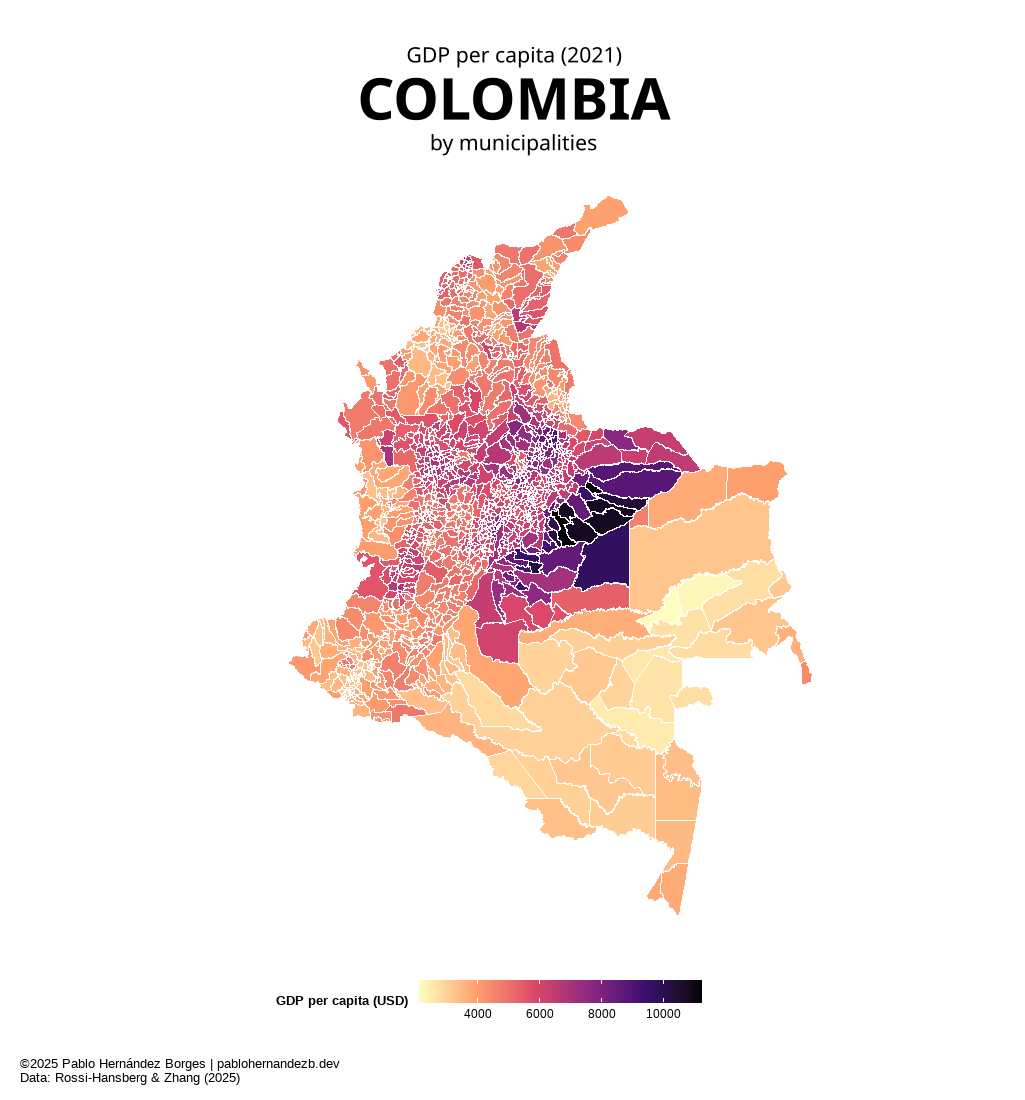 GDP per capita (2021)
COLOMBIA
by municipalities
GDP per capita (USD)
4000 6000 8000 10000
©2025 Pablo Hernández Borges | pablohernandezb.dev
Data: Rossi-Hansberg & Zhang (2025)